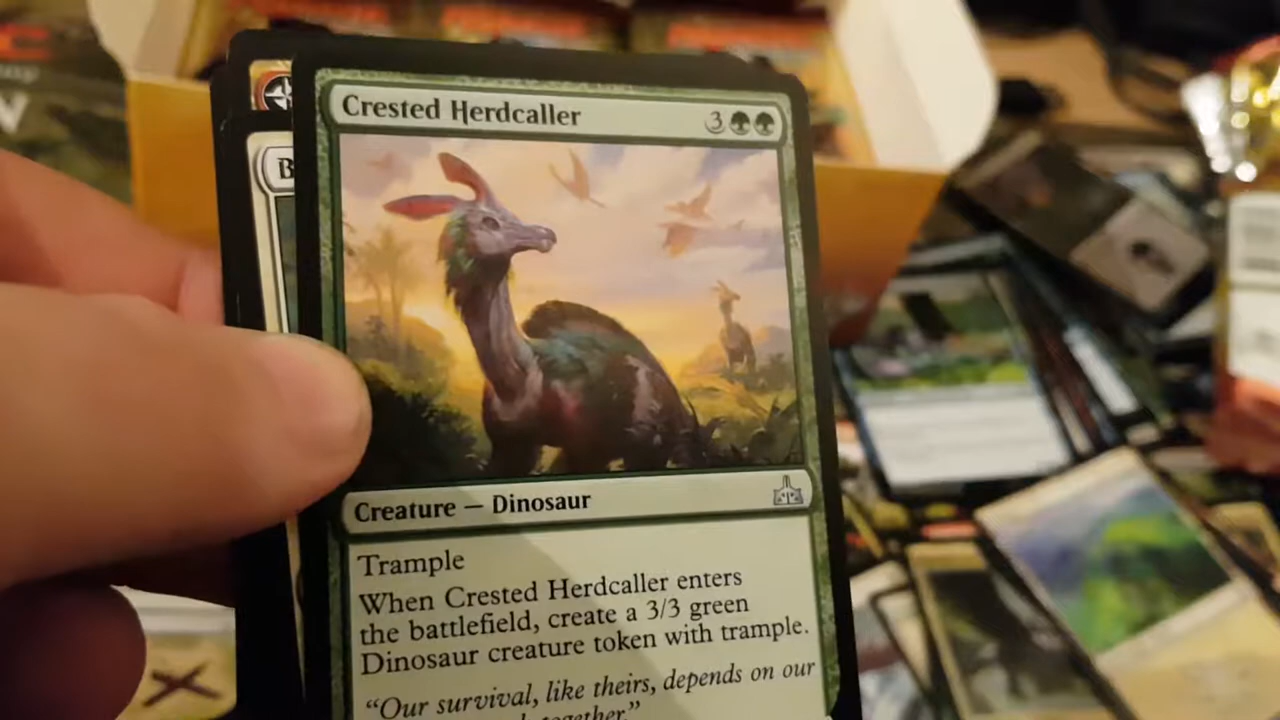 Crested Herdcaller
3
B
Creature — Dinosaur
Trample
When Crested Herdcaller enters
the battlefield, create a 3/3 green
Dinosaur creature token with trample.
"Our survival, like theirs, depends on our
together."